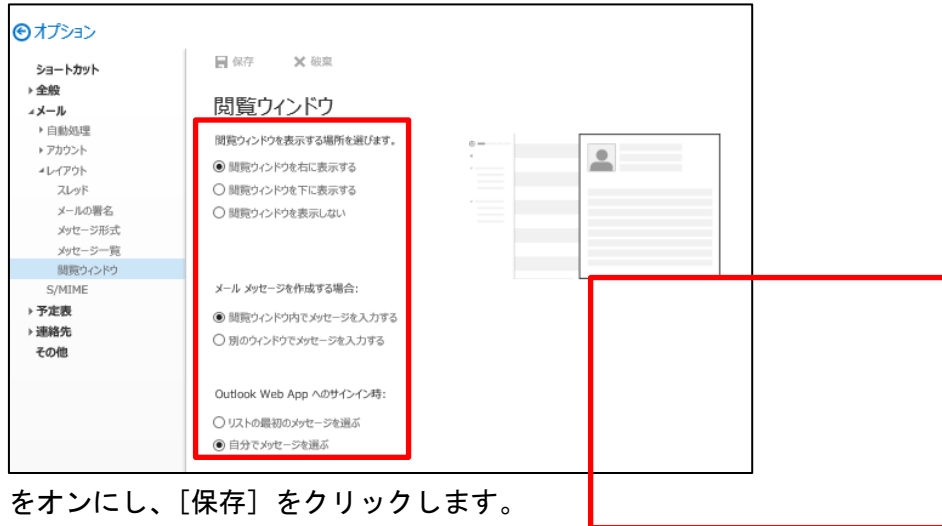 オプション
ショートカット
全般
メール
自動処理
アカウント
レイアウト
スレッド
メールの署名
メッセージ形式
メッセージ一覧
閲覧ウィンドウ
S/MIME
予定表
連絡先
その他
保存 破棄
閲覧ウィンドウ
閲覧ウィンドウを表示する場所を選びます。
閲覧ウィンドウを右に表示する
閲覧ウィンドウを下に表示する
閲覧ウィンドウを表示しない
メール メッセージを作成する場合:
閲覧ウィンドウ内でメッセージを入力する
別のウィンドウでメッセージを入力する
Outlook Web App へのサインイン時:
リストの最初のメッセージを選ぶ
自分でメッセージを選ぶ
をオンにし、[保存] をクリックします。